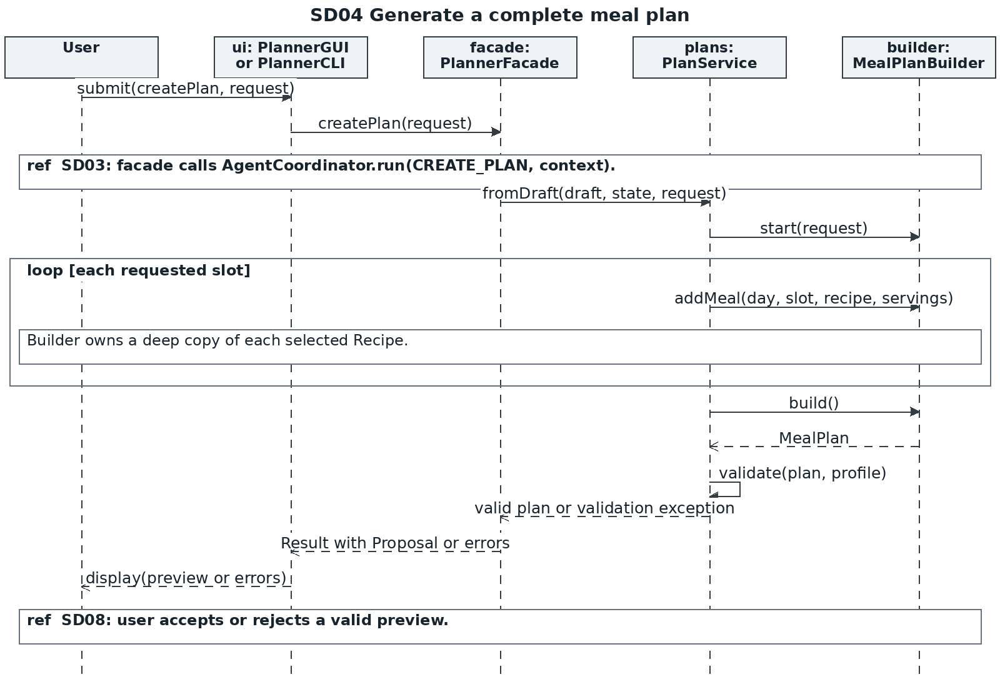 SD04 Generate a complete meal plan
User
ui: PlannerGUI
or PlannerCLI
facade:
PlannerFacade
plans:
PlanService
builder:
MealPlanBuilder
submit(createPlan, request)
createPlan(request)
ref  SD03: facade calls AgentCoordinator.run(CREATE_PLAN, context).
fromDraft(draft, state, request)
start(request)
loop [each requested slot]
addMeal(day, slot, recipe, servings)
Builder owns a deep copy of each selected Recipe.
build()
MealPlan
validate(plan, profile)
valid plan or validation exception
Result with Proposal or errors
display(preview or errors)
ref  SD08: user accepts or rejects a valid preview.